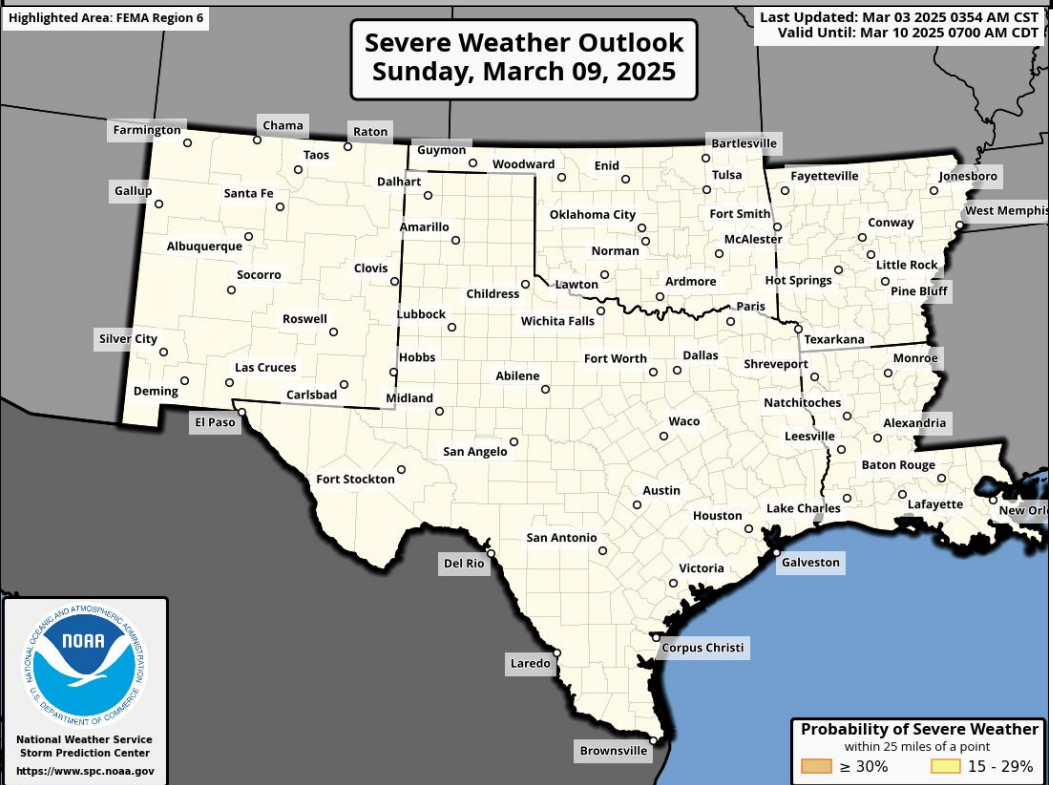 Highlighted Area: FEMA Region 6
Severe Weather Outlook
Sunday, March 09, 2025
Last Updated: Mar 03 2025 0354 AM CST
Valid Until: Mar 10 2025 0700 AM CDT
Farmington
Chama
Raton
Taos
Guymon
Woodward
Enid
Bartlesville
Tulsa
Fayetteville
Jonesboro
Gallup
Santa Fe
Dalhart
Oklahoma City
Fort Smith
Conway
West Memphis
Albuquerque
Amarillo
Norman
McAlester
Little Rock
Socorro
Clovis
Childress
Lawton
Ardmore
Hot Springs
Pine Bluff
Roswell
Lubbock
Wichita Falls
Paris
Texarkana
Silver City
Las Cruces
Hobbs
Fort Worth
Dallas
Shreveport
Monroe
Deming
Carlsbad
Midland
Abilene
Natchitoches
El Paso
Waco
Alexandria
San Angelo
Leesville
Fort Stockton
Baton Rouge
Austin
Lake Charles
Lafayette
New Orl
Houston
San Antonio
Del Rio
Galveston
Victoria
Laredo
Corpus Christi
Brownsville
NATIONAL OCEANIC AND ATMOSPHERIC ADMINISTRATION
NOAA
U.S. DEPARTMENT OF COMMERCE
National Weather Service
Storm Prediction Center
https://www.spc.noaa.gov
Probability of Severe Weather
within 25 miles of a point
≥ 30%
15 - 29%